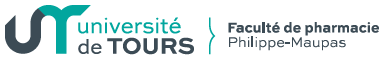 université
de TOURS
Faculté de pharmacie
Philippe-Maupas